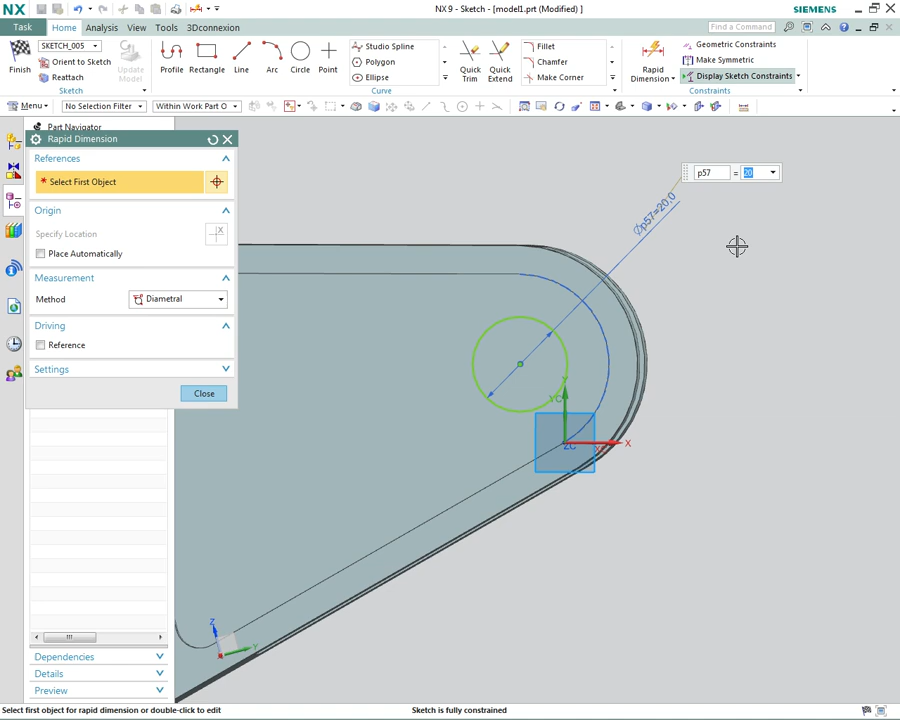 NX
NX 9 - Sketch - [model1.prt (Modified) ]
SIEMENS
Task
Home
Analysis
View
Tools
3Dconnexion
Find a Command
SKETCH_005
Finish
Orient to Sketch
Reattach
Update Model
Sketch
Profile
Rectangle
Line
Arc
Circle
Point
Studio Spline
Polygon
Ellipse
Fillet
Chamfer
Make Corner
Quick Trim
Quick Extend
Curve
Rapid Dimension
Geometric Constraints
Make Symmetric
Display Sketch Constraints
Constraints
Menu
No Selection Filter
Within Work Part O
Part Navigator
Rapid Dimension
References
* Select First Object
Origin
Specify Location
Place Automatically
Measurement
Method
Diametral
Driving
Reference
Settings
Close
p57 = 20
Øp57=20,0
Y
YC
X
ZC
Z
Y
Dependencies
Details
Preview
Select first object for rapid dimension or double-click to edit
Sketch is fully constrained